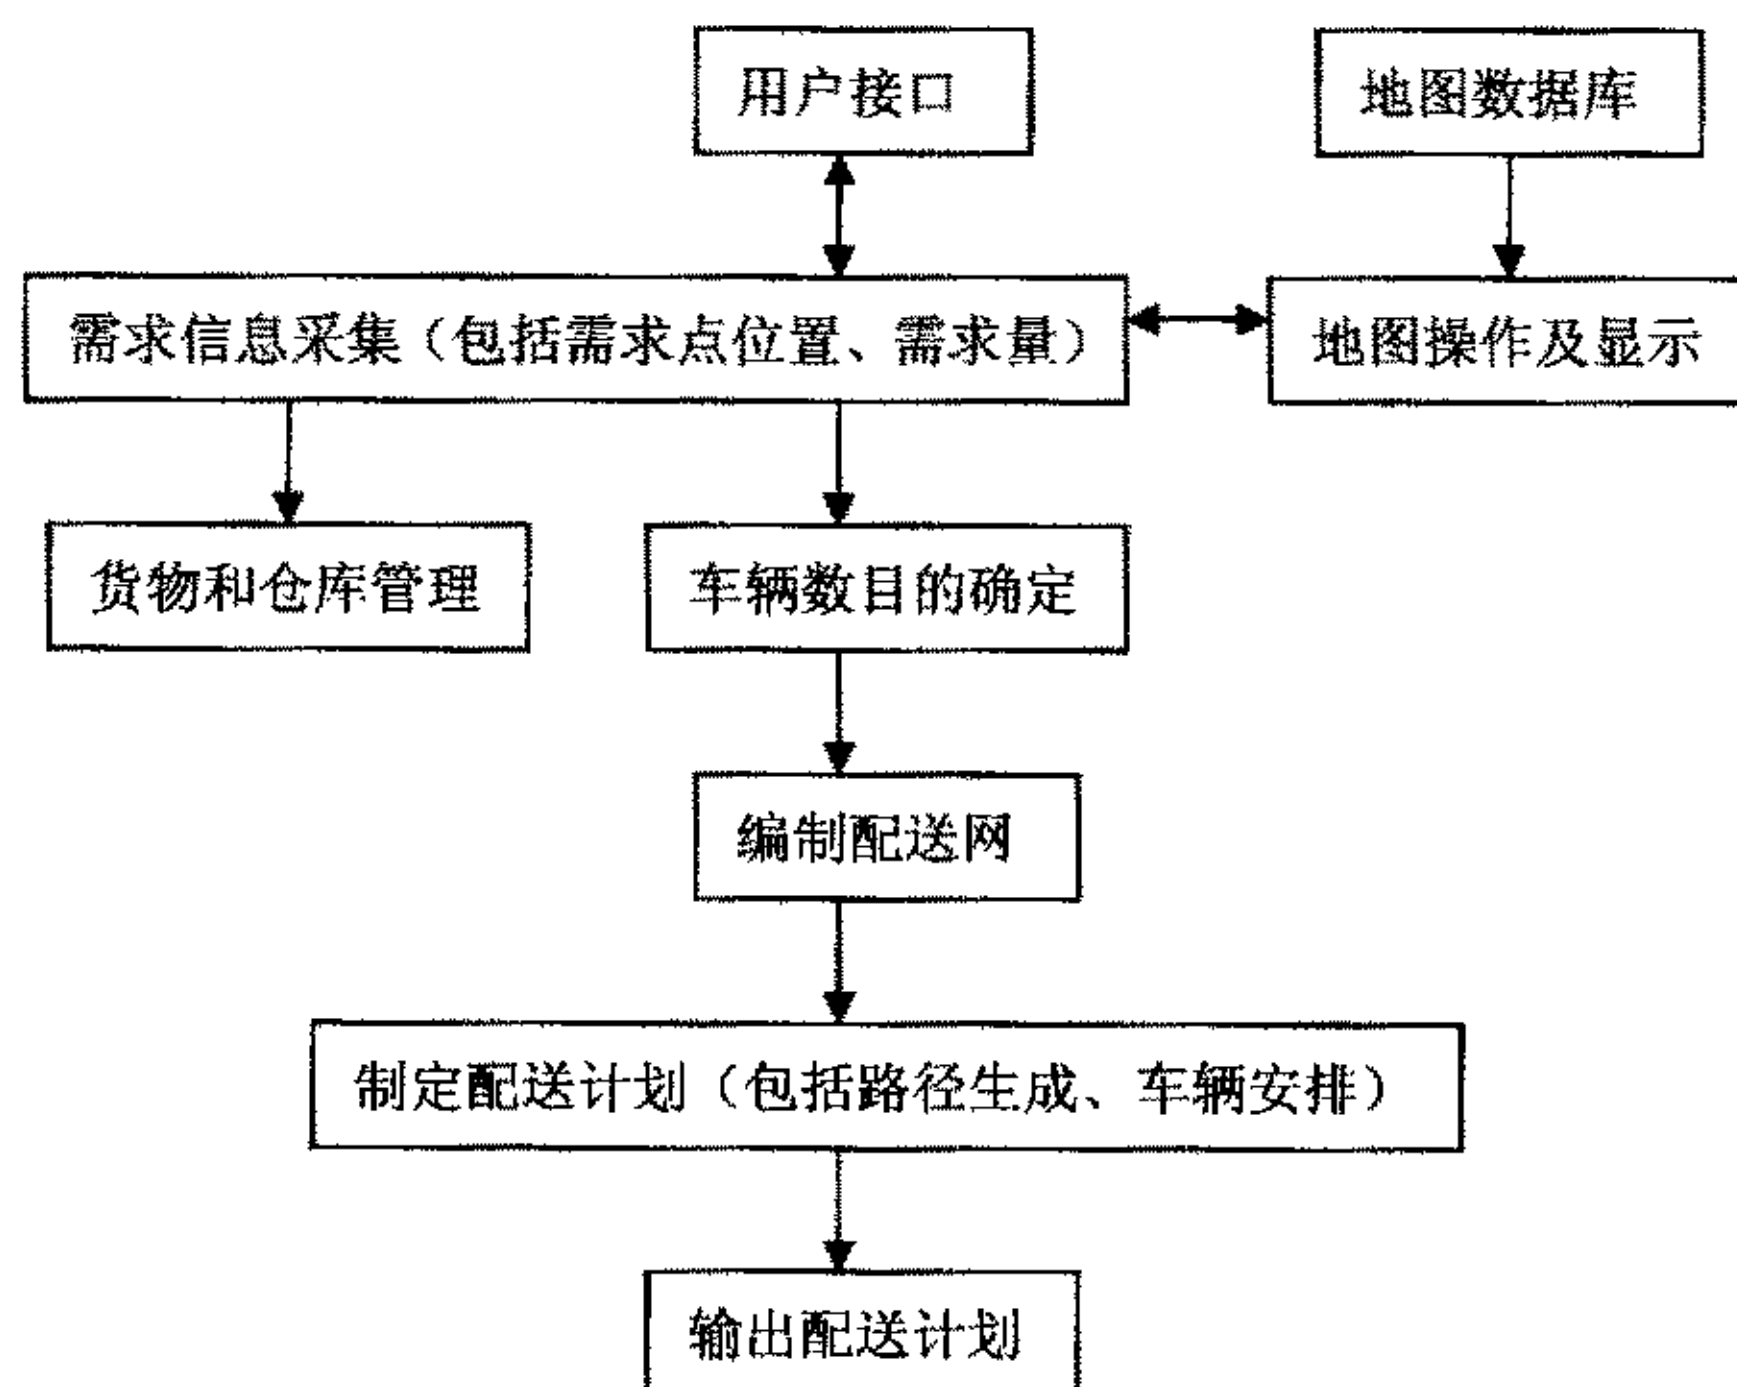 用户接口
地图数据库
需求信息采集（包括需求点位置、需求量）
地图操作及显示
货物和仓库管理
车辆数目的确定
编制配送网
制定配送计划（包括路径生成、车辆安排）
输出配送计划